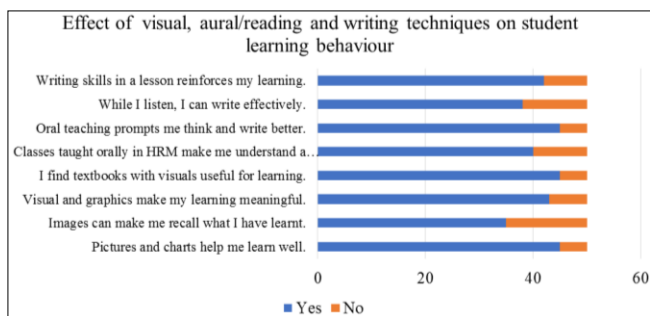 Effect of visual, aural/reading and writing techniques on student
learning behaviour
Writing skills in a lesson reinforces my learning.
While I listen, I can write effectively.
Oral teaching prompts me think and write better.
Classes taught orally in HRM make me understand a…
I find textbooks with visuals useful for learning.
Visual and graphics make my learning meaningful.
Images can make me recall what I have learnt.
Pictures and charts help me learn well.
0 20 40 60
Yes No